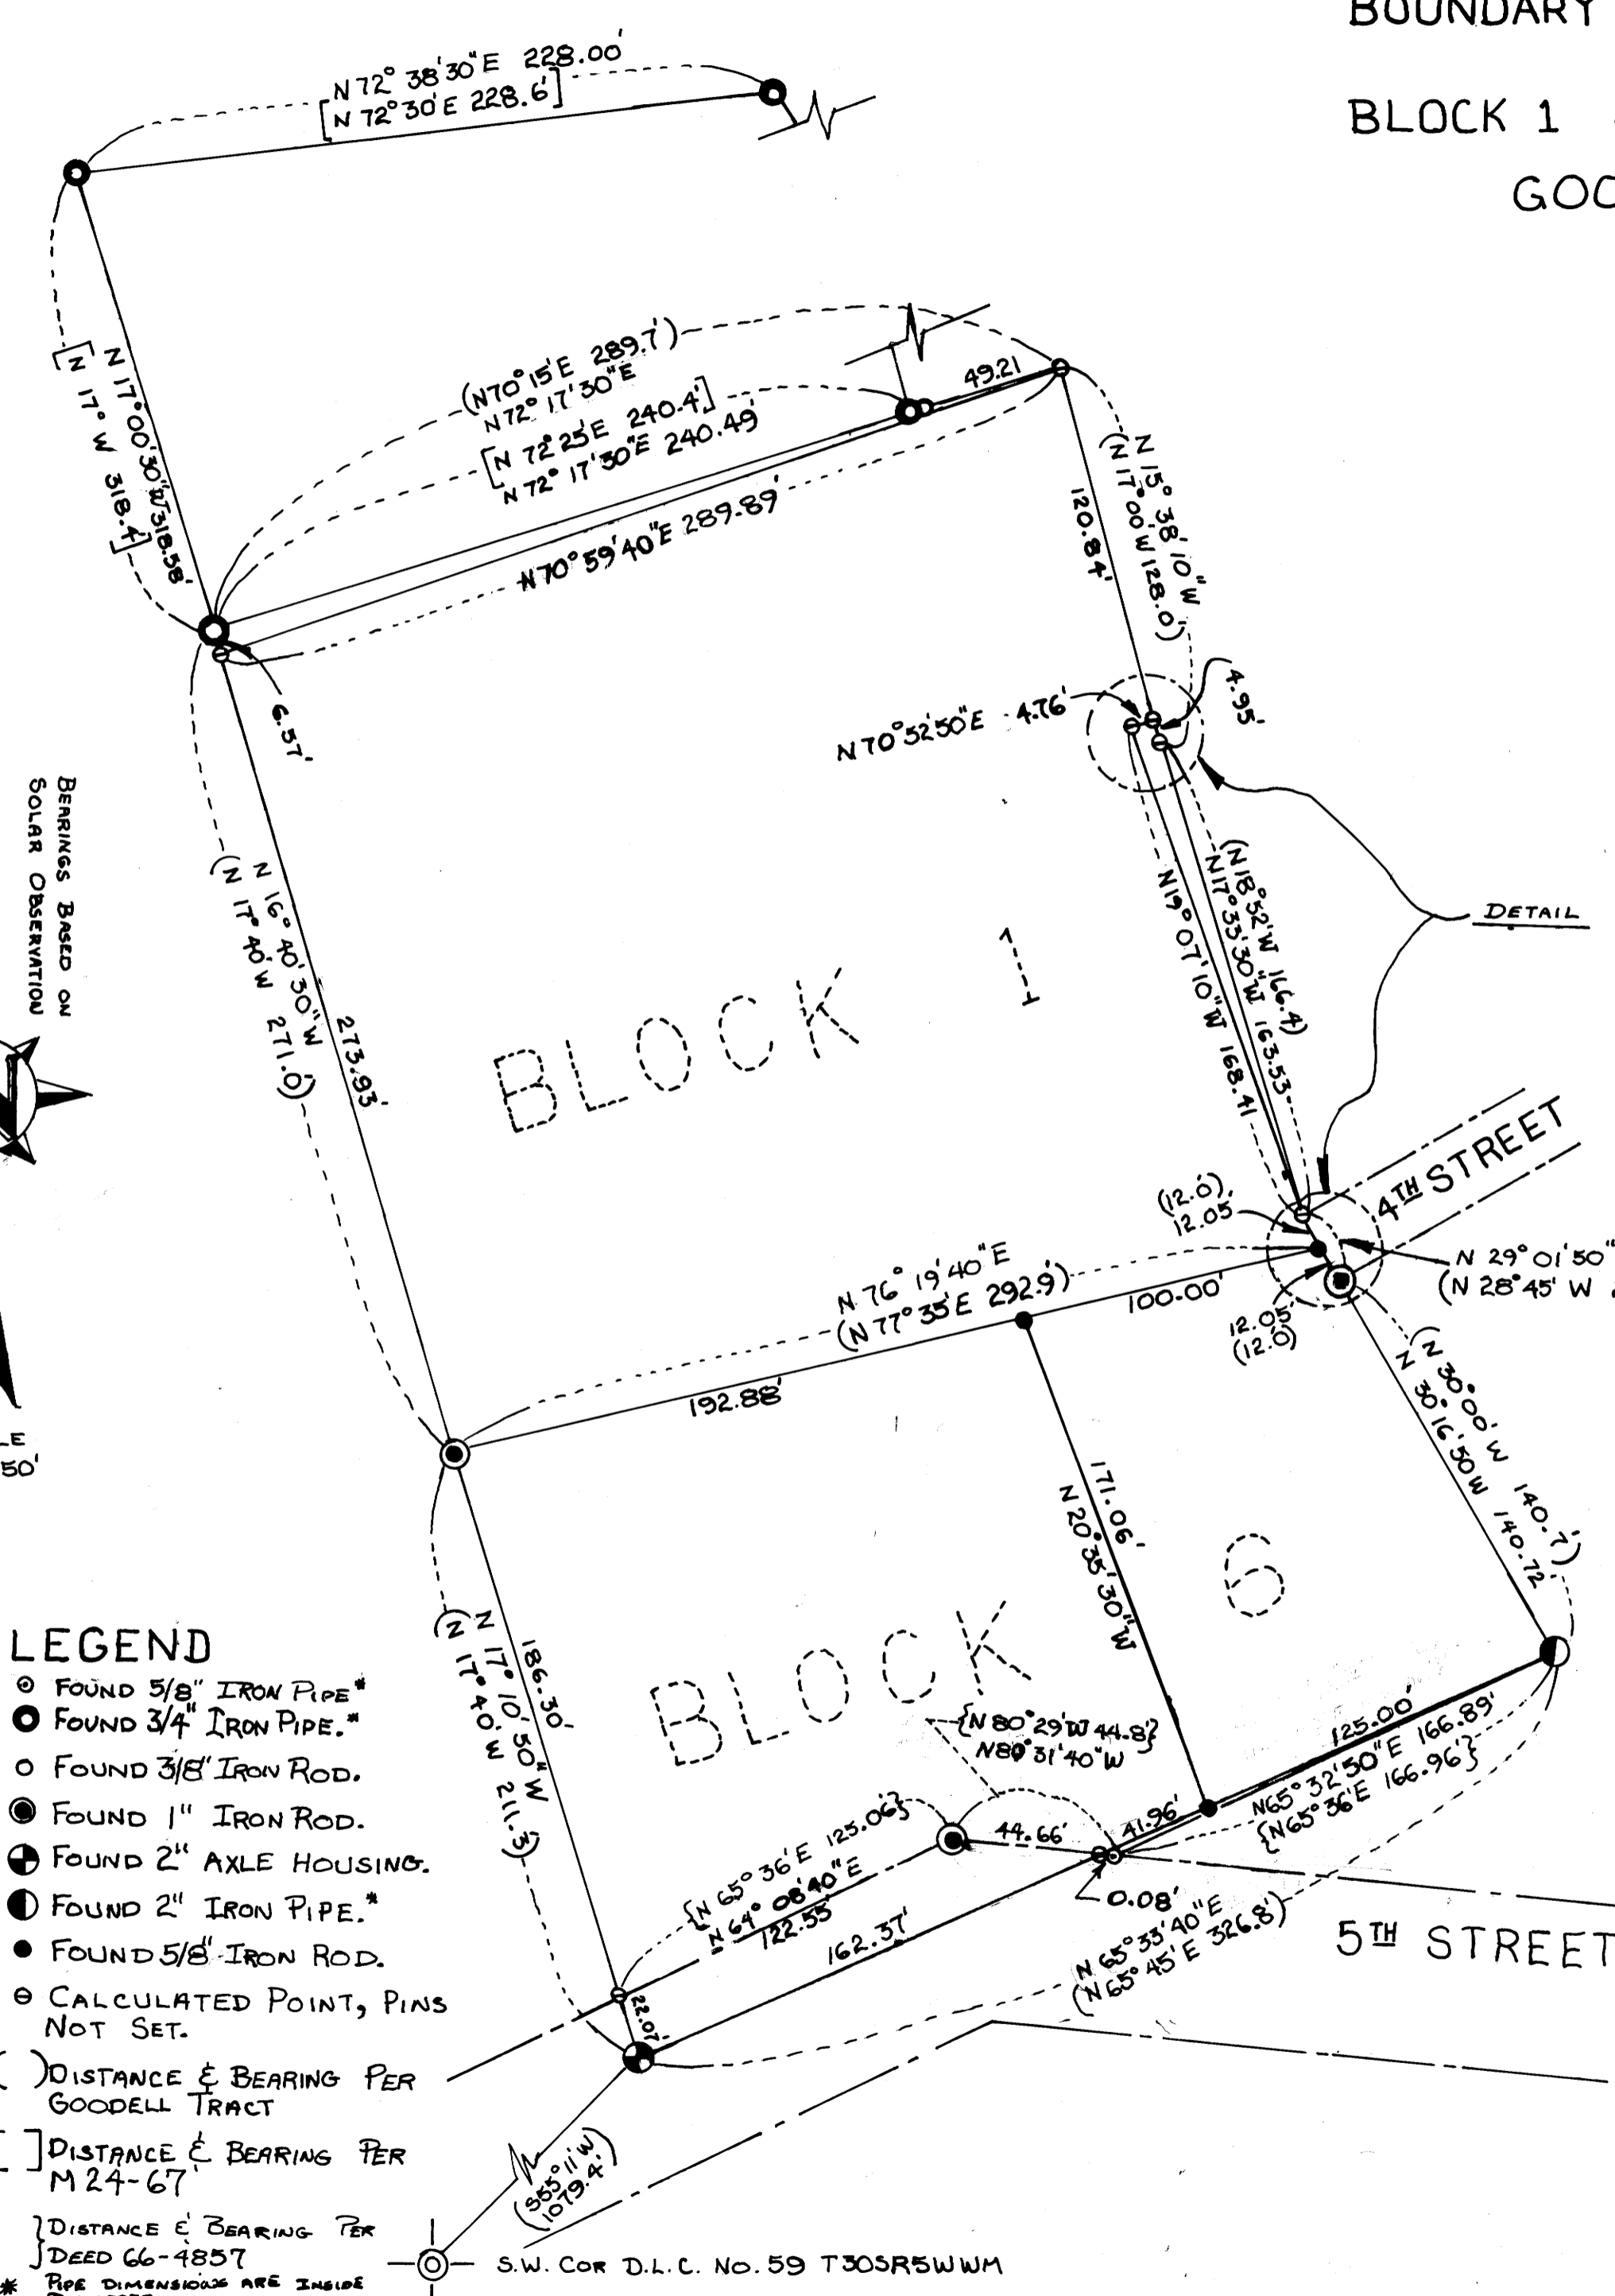 BOUNDARY
BLOCK 1
GOO
N 72° 38' 30" E 228.00'
[N 72° 30' E 228.6']
N 17° 00' 30" W 318.58'
[N 17° W 318.4']
(N 70° 15' E 289.7')
N 72° 17' 30" E
[N 72° 25' E 240.4']
N 72° 17' 30" E 240.49'
N 70° 59' 40" E 289.89'
49.21
N 15° 38' 10" W
(N 17° 00' W 128.0')
120.84'
6.57'
N 70° 52' 50" E 4.76'
4.95'
BEARINGS BASED ON
SOLAR OBSERVATION
N 16° 40' 30" W
273.93'
(N 17° 40' W 271.0')
(N 18° 52' W 166.4)
N 17° 33' 30" W 163.53'
N 19° 07' 10" W 168.41
DETAIL
BLOCK 1
4TH STREET
(12.0')
12.05'
N 29° 01' 50"
(N 28° 45' W
12.05'
(12.0')
N 76° 19' 40" E
(N 77° 35' E 292.9')
100.00'
192.88'
LE
50'
(N 30° 00' W 140.7')
N 30° 16' 50 W 140.72'
171.06'
N 20° 35' 30" W
BLOCK 6
N 17° 10' 50" W
186.30'
(N 17° 40' W 211.3')
{N 80° 29' W 44.8'}
N 80° 31' 40" W
44.66'
41.96'
125.00'
N 65° 32' 50" E 166.89'
{N 65° 36' E 166.96'}
{N 65° 36' E 125.06'}
N 64° 08' 40" E
122.55'
162.37'
0.08'
N 65° 33' 40" E
(N 65° 45' E 326.8')
22.07'
5TH STREET
(S 55° 11' W
1079.4')
S.W. COR D.L.C. NO. 59 T30SR5WWM
LEGEND
FOUND 5/8" IRON PIPE*
FOUND 3/4" IRON PIPE.*
FOUND 3/8" IRON ROD.
FOUND 1" IRON ROD.
FOUND 2" AXLE HOUSING.
FOUND 2" IRON PIPE.*
FOUND 5/8" IRON ROD.
CALCULATED POINT, PINS
NOT SET.
( ) DISTANCE & BEARING PER
GOODELL TRACT
[ ] DISTANCE & BEARING PER
M 24-67
} DISTANCE & BEARING PER
DEED 66-4857
* PIPE DIMENSIONS ARE INSIDE